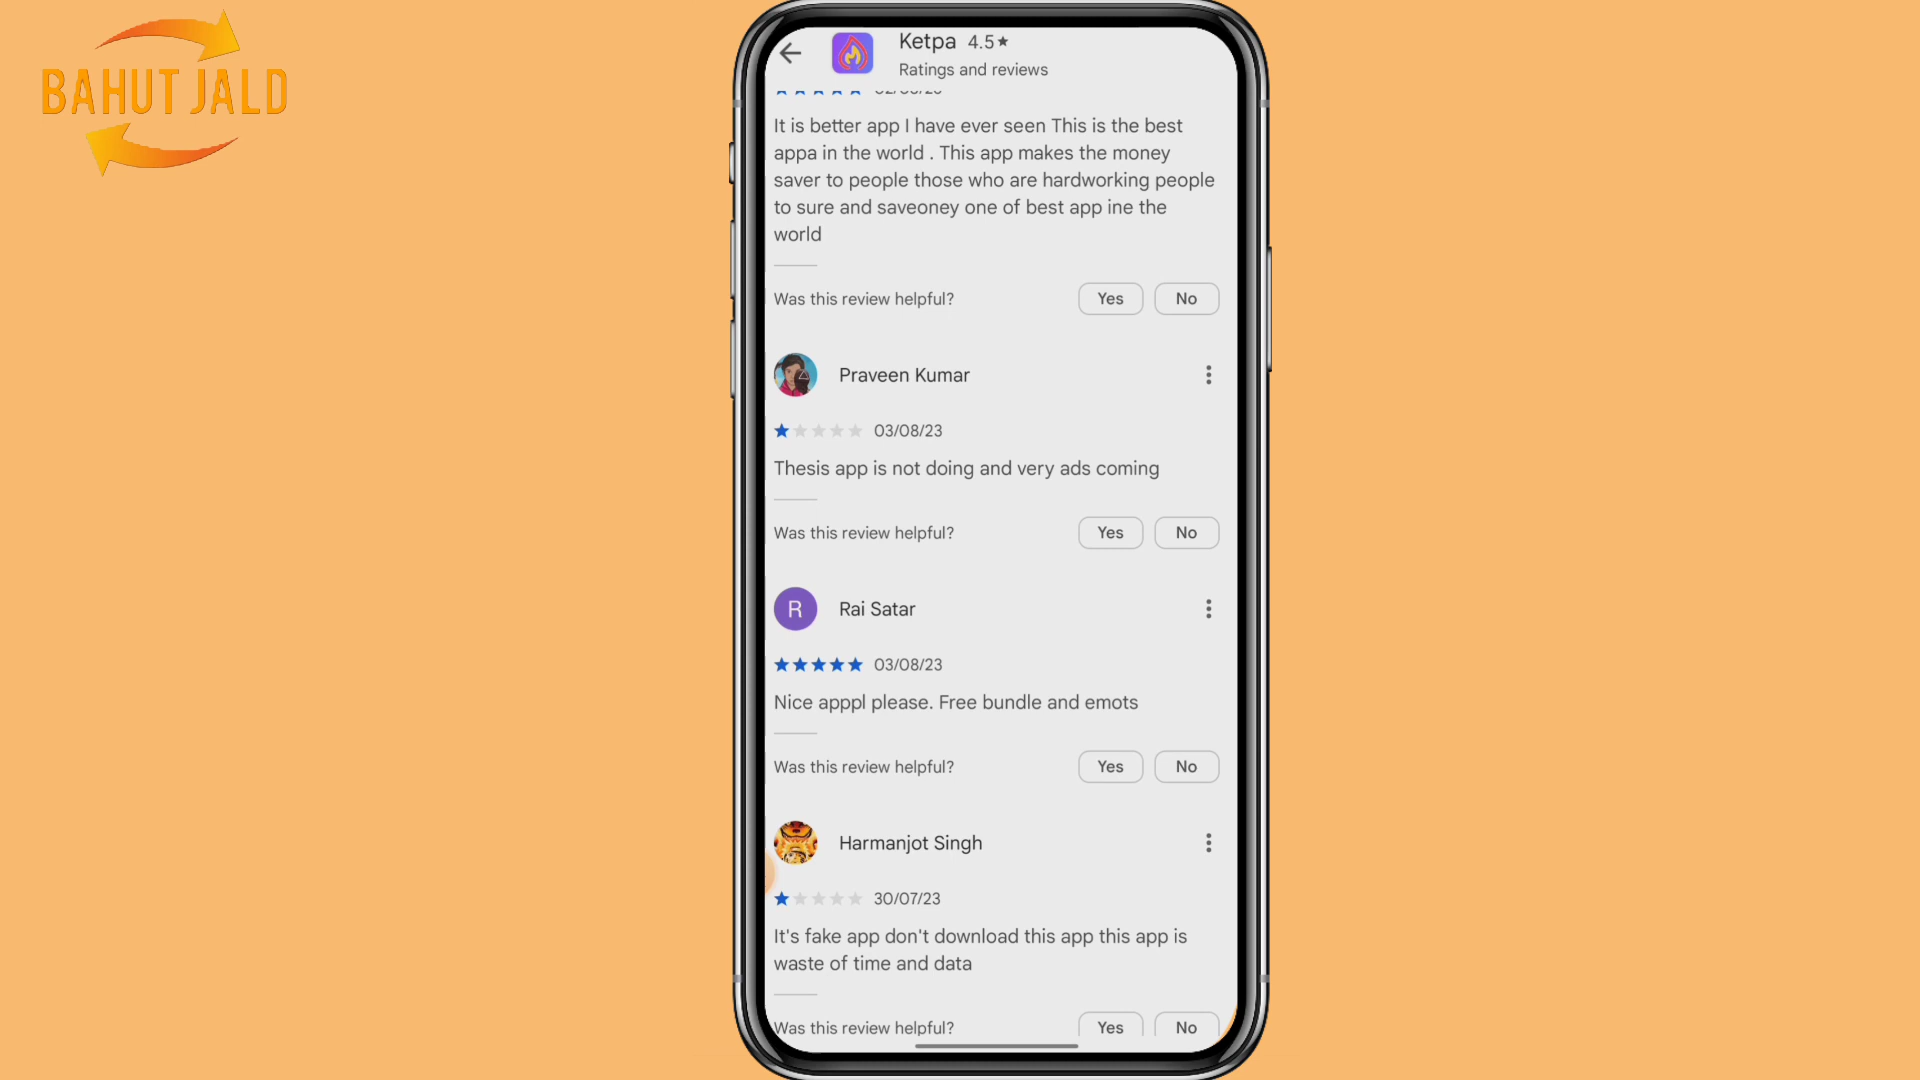 BAHUT JALD
Ketpa 4.5★
Ratings and reviews
It is better app I have ever seen This is the best
appa in the world . This app makes the money
saver to people those who are hardworking people
to sure and saveoney one of best app ine the
world
Was this review helpful? Yes No
Praveen Kumar
03/08/23
Thesis app is not doing and very ads coming
Was this review helpful? Yes No
R Rai Satar
03/08/23
Nice apppl please. Free bundle and emots
Was this review helpful? Yes No
Harmanjot Singh
30/07/23
It's fake app don't download this app this app is
waste of time and data
Was this review helpful? Yes No